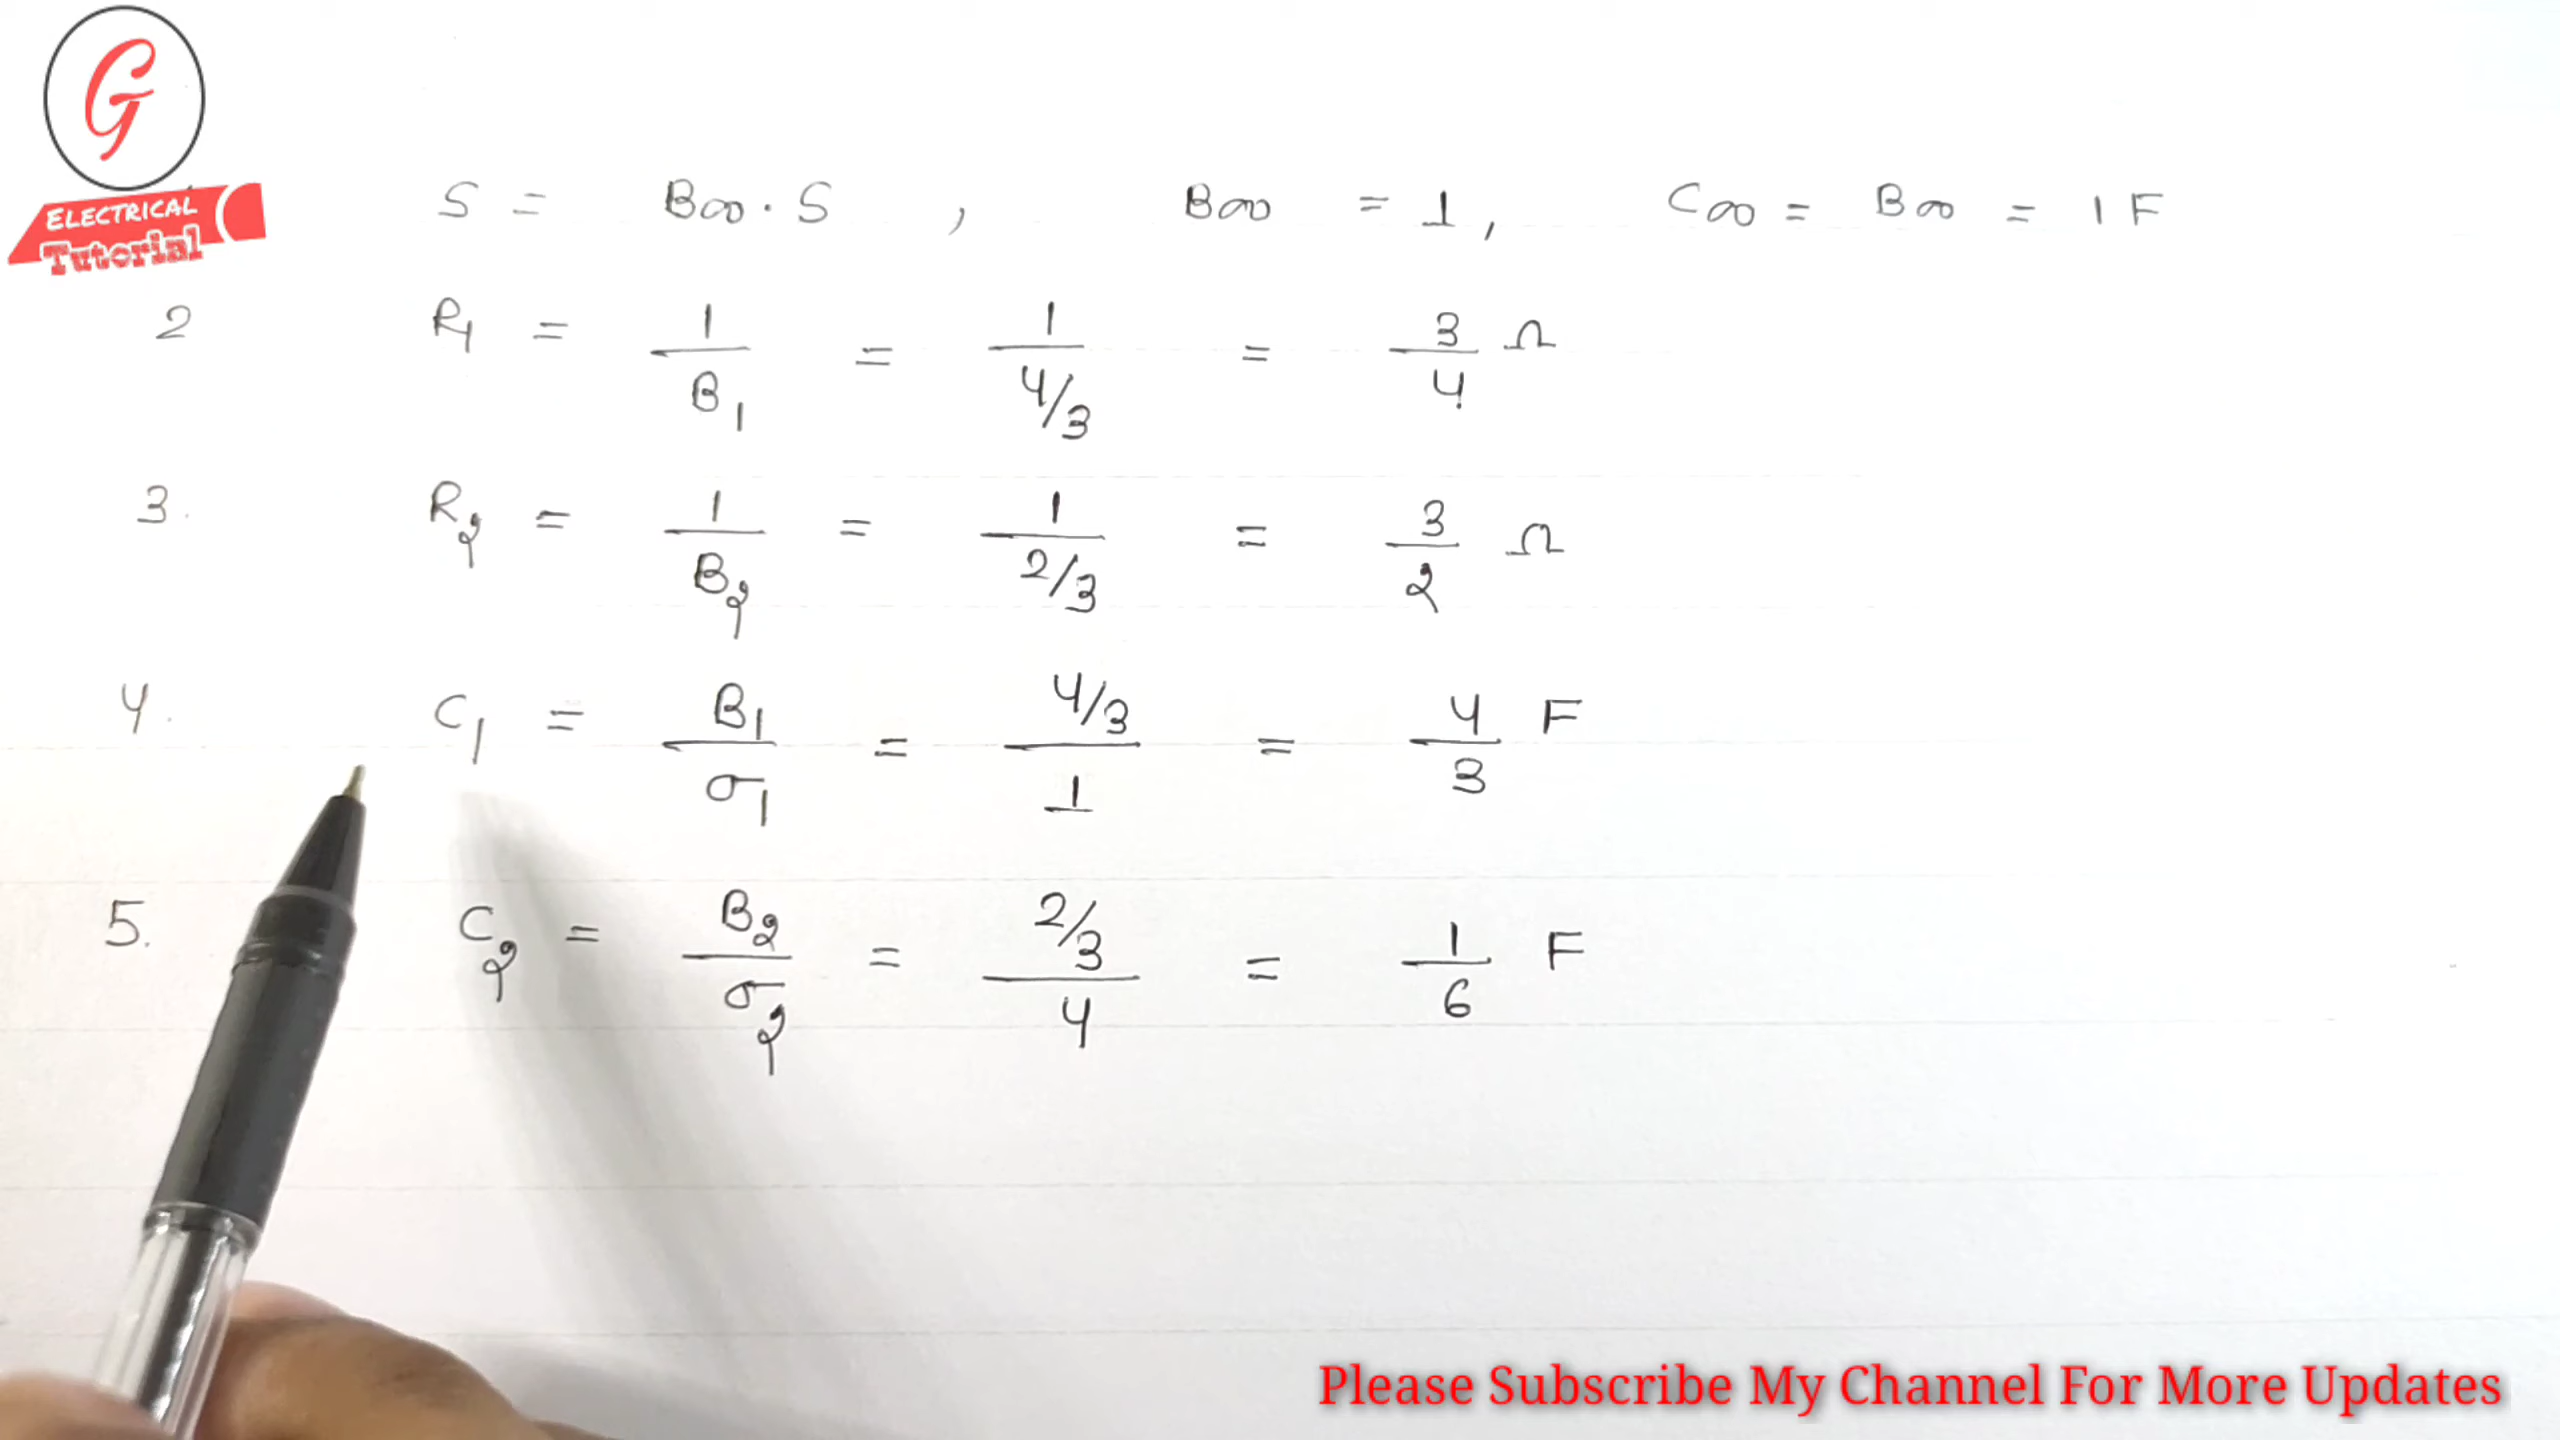 G
ELECTRICAL
Tutorial
S = B∞ . S , B∞ = 1, C∞ = B∞ = 1 F
2 R1 = 1/B1 = 1/(4/3) = 3/4 Ω
3. R2 = 1/B2 = 1/(2/3) = 3/2 Ω
4. C1 = B1/σ1 = (4/3)/1 = 4/3 F
5. C2 = B2/σ2 = (2/3)/4 = 1/6 F
Please Subscribe My Channel For More Updates